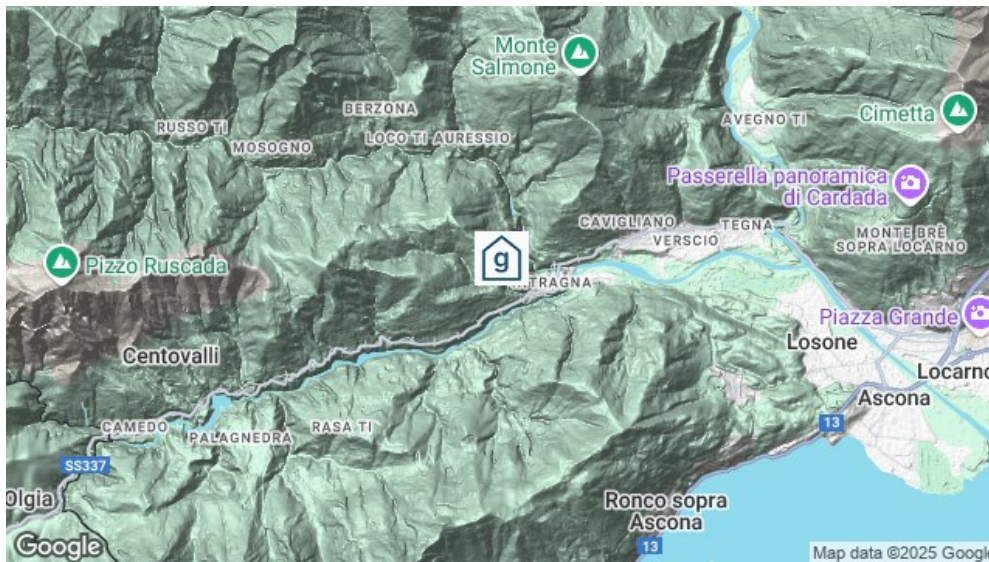 Monte
Salmone
BERZONA
Cimetta
RUSSO TI
AVEGNO TI
LOCO TI AURESSIO
MOSOGNO
Passerella panoramica
di Cardada
CAVIGLIANO
TEGNA
VERSCIO
MONTE BRÈ
SOPRA LOCARNO
g
Pizzo Ruscada
TRAGNA
Piazza Grande
Losone
Centovalli
Locarno
Ascona
CAMEDO
PALAGNEDRA
RASA TI
13
SS337
Olgia
Ronco sopra
Ascona
13
Google
Map data ©2025 Google